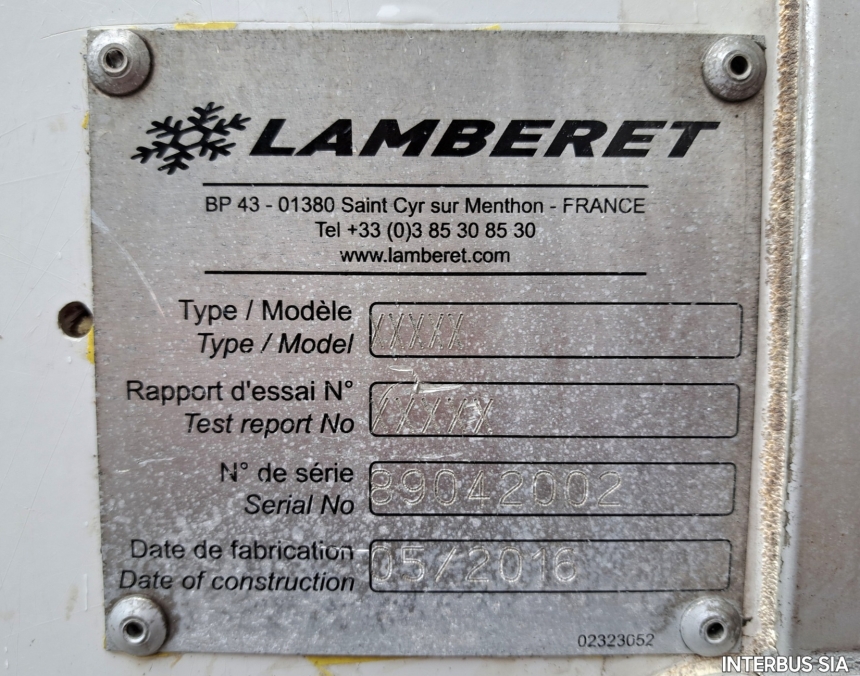 LAMBERET
BP 43 - 01380 Saint Cyr sur Menthon - FRANCE
Tel +33 (0)3 85 30 85 30
www.lamberet.com
Type / Modèle
Type / Model
XXXXX
Rapport d'essai N°
Test report No
XXXXX
N° de série
Serial No
89042002
Date de fabrication
Date of construction
05/2016
02323052
INTERBUS SIA